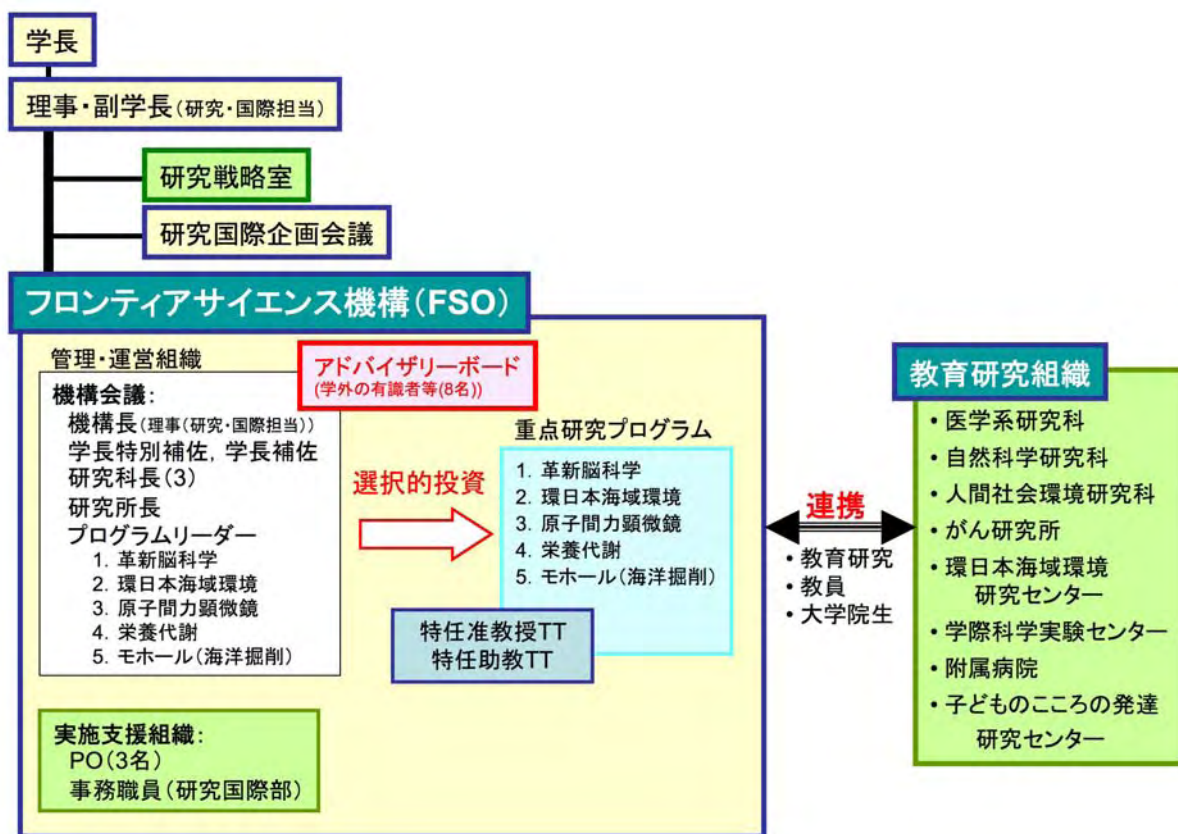 学長
理事・副学長(研究・国際担当)
研究戦略室
研究国際企画会議
フロンティアサイエンス機構(FSO)
管理・運営組織
機構会議:
機構長(理事(研究・国際担当))
学長特別補佐, 学長補佐
研究科長(3)
研究所長
プログラムリーダー
1. 革新脳科学
2. 環日本海域環境
3. 原子間力顕微鏡
4. 栄養代謝
5. モホール(海洋掘削)
アドバイザリーボード
(学外の有識者等(8名))
選択的投資
重点研究プログラム
1. 革新脳科学
2. 環日本海域環境
3. 原子間力顕微鏡
4. 栄養代謝
5. モホール(海洋掘削)
特任准教授TT
特任助教TT
実施支援組織:
PO(3名)
事務職員(研究国際部)
連携
・教育研究
・教員
・大学院生
教育研究組織
・医学系研究科
・自然科学研究科
・人間社会環境研究科
・がん研究所
・環日本海域環境
研究センター
・学際科学実験センター
・附属病院
・子どものこころの発達
研究センター